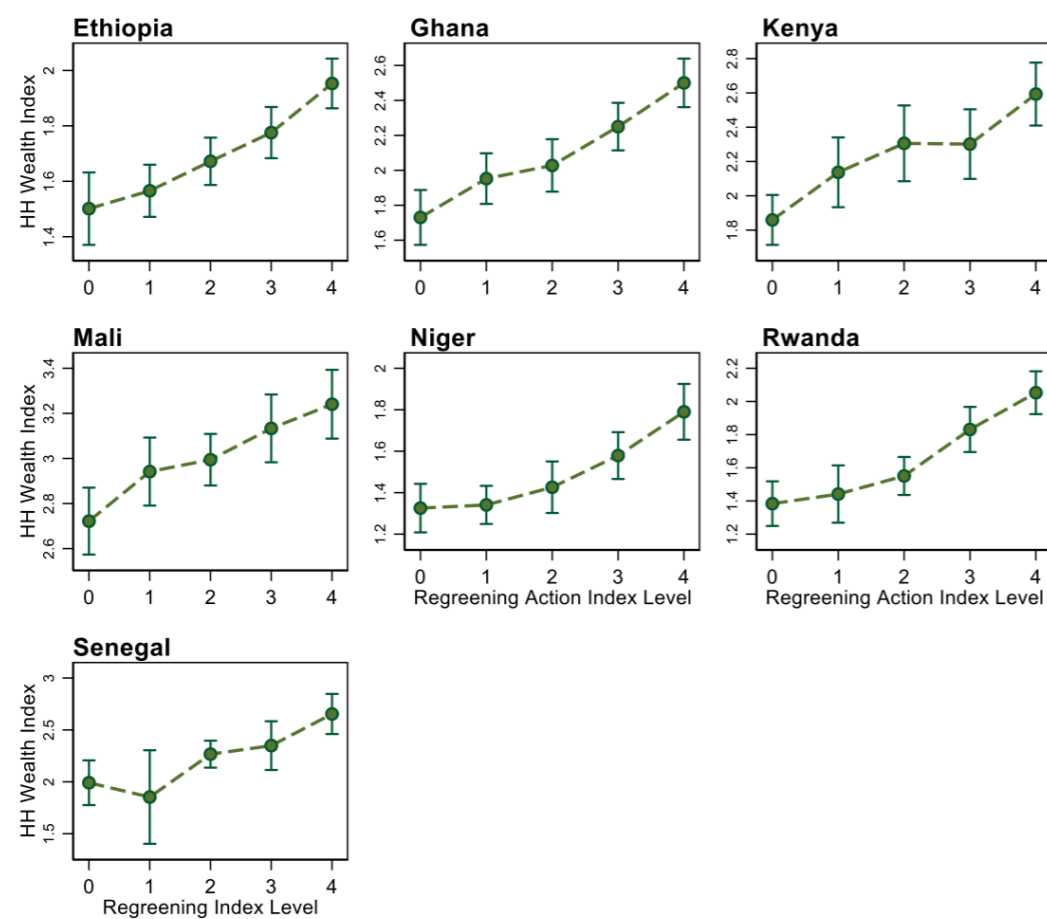 Ethiopia
HH Wealth Index
2
1.8
1.6
1.4
0 1 2 3 4
Ghana
2.6
2.4
2.2
2
1.8
1.6
0 1 2 3 4
Kenya
2.8
2.6
2.4
2.2
2
1.8
0 1 2 3 4
Mali
HH Wealth Index
3.4
3.2
3
2.8
2.6
0 1 2 3 4
Niger
2
1.8
1.6
1.4
1.2
0 1 2 3 4
Regreening Action Index Level
Rwanda
2.2
2
1.8
1.6
1.4
1.2
0 1 2 3 4
Regreening Action Index Level
Senegal
HH Wealth Index
3
2.5
2
1.5
0 1 2 3 4
Regreening Index Level